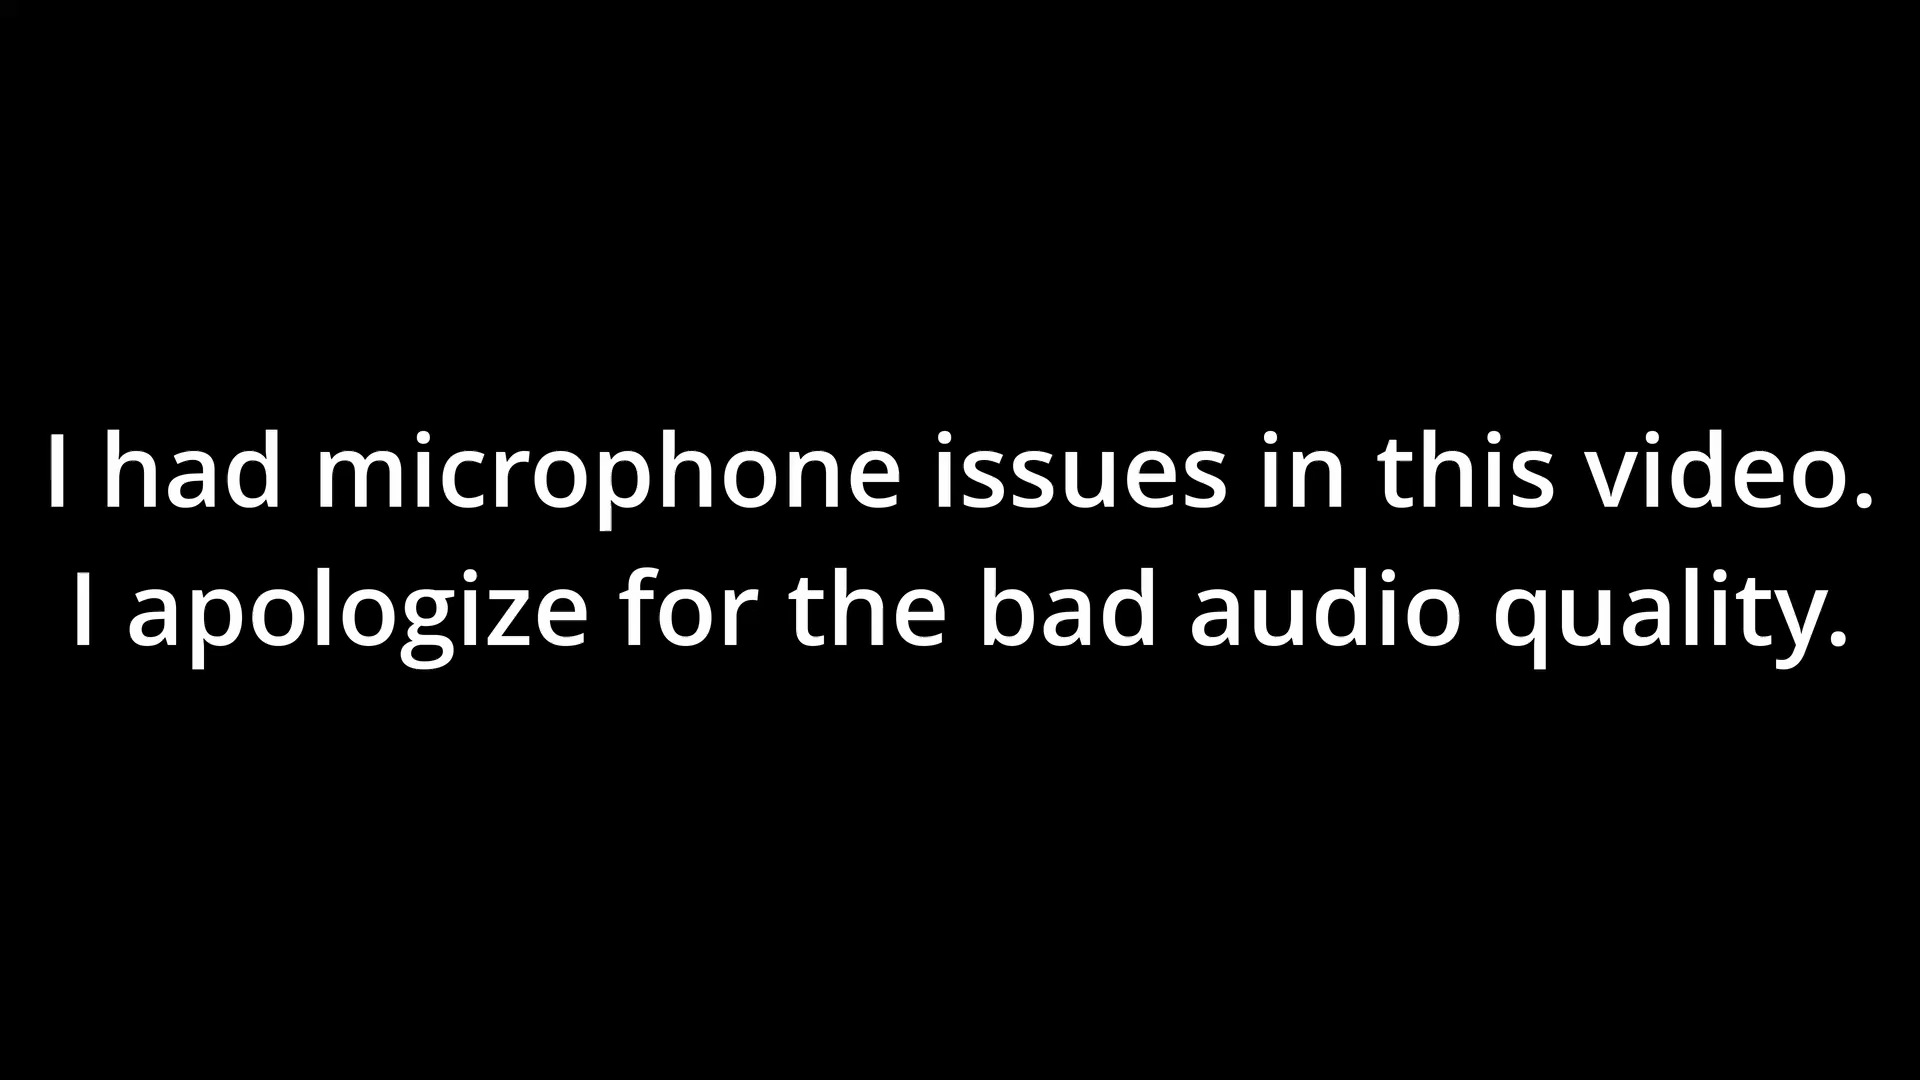 I had microphone issues in this video.
I apologize for the bad audio quality.